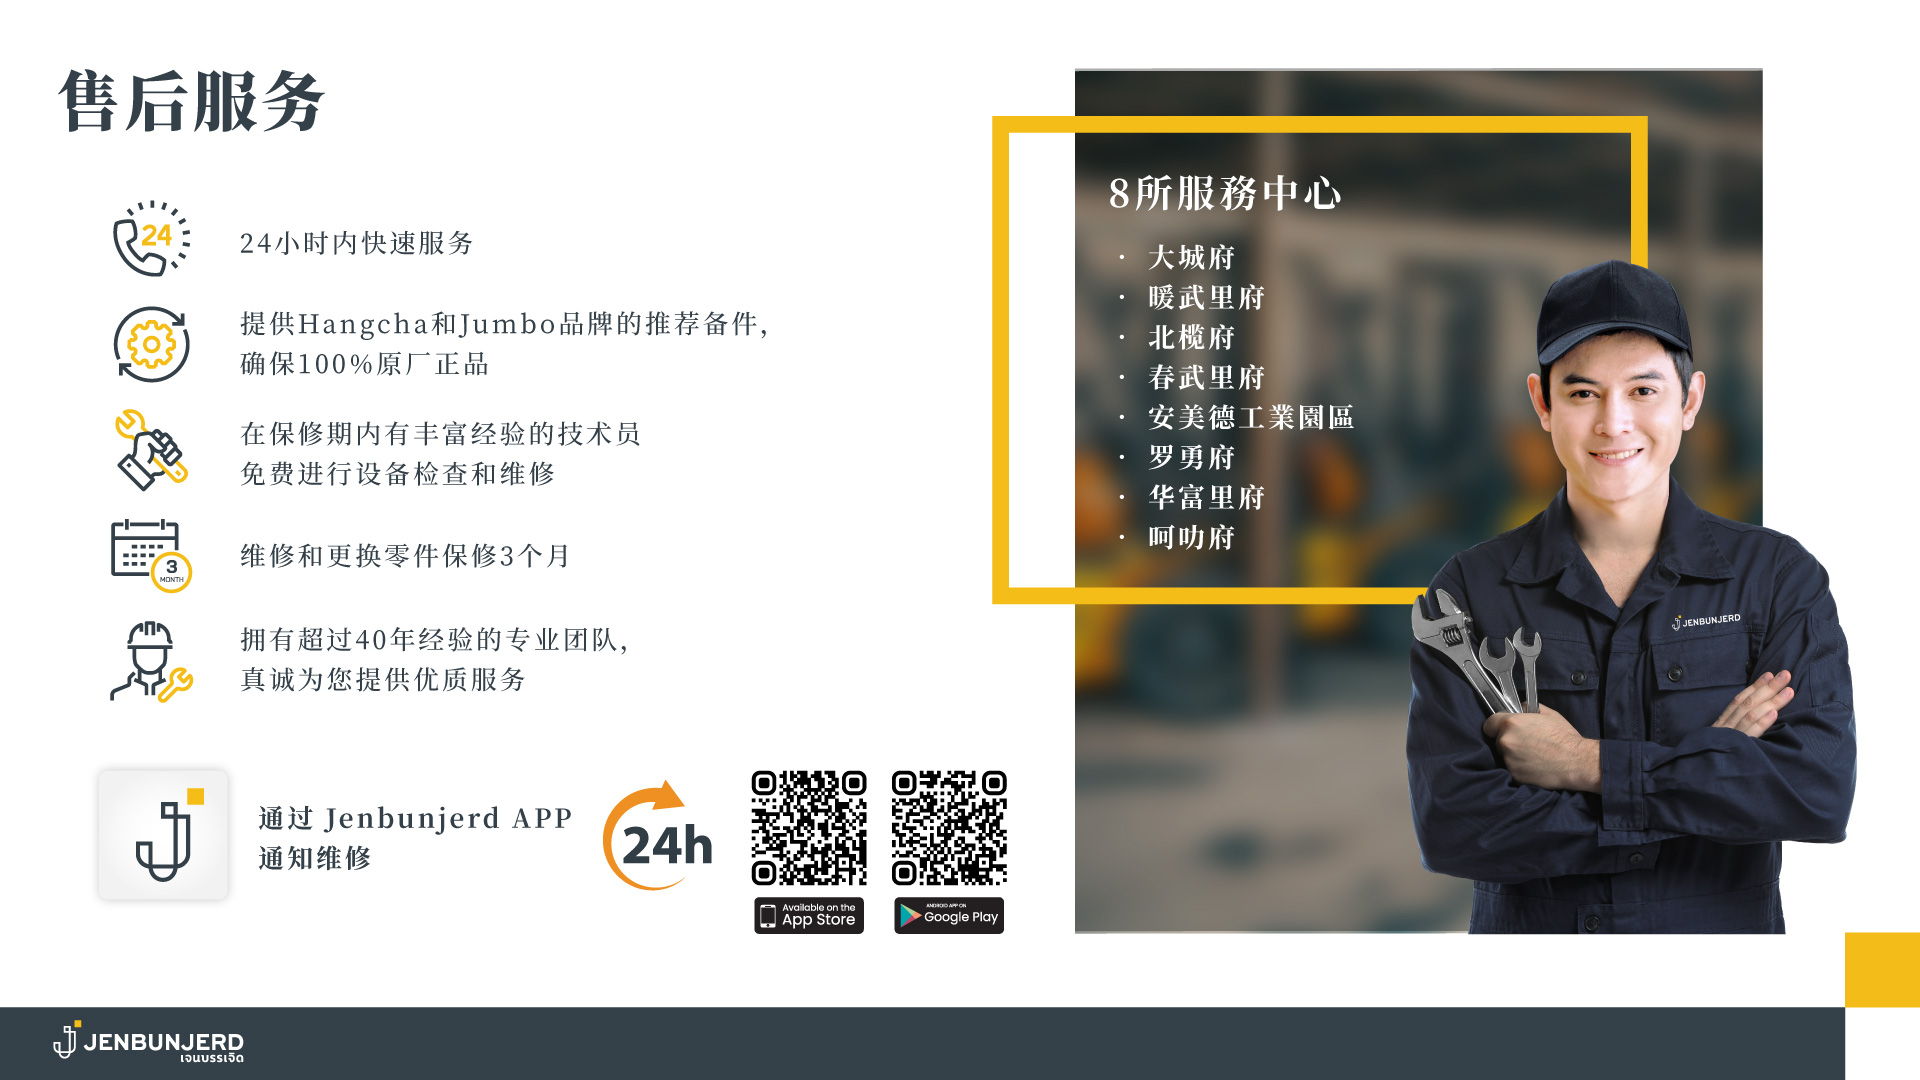 售后服务
24
24小时内快速服务
提供Hangcha和Jumbo品牌的推荐备件,
确保100%原厂正品
在保修期内有丰富经验的技术员
免费进行设备检查和维修
3
MONTH
维修和更换零件保修3个月
拥有超过40年经验的专业团队,
真诚为您提供优质服务
通过 Jenbunjerd APP
通知维修
24h
Available on the
App Store
ANDROID APP ON
Google Play
8所服務中心
· 大城府
· 暖武里府
· 北榄府
· 春武里府
· 安美德工業園區
· 罗勇府
· 华富里府
· 呵叻府
JENBUNJERD
JENBUNJERD
เจนบรรเจิด